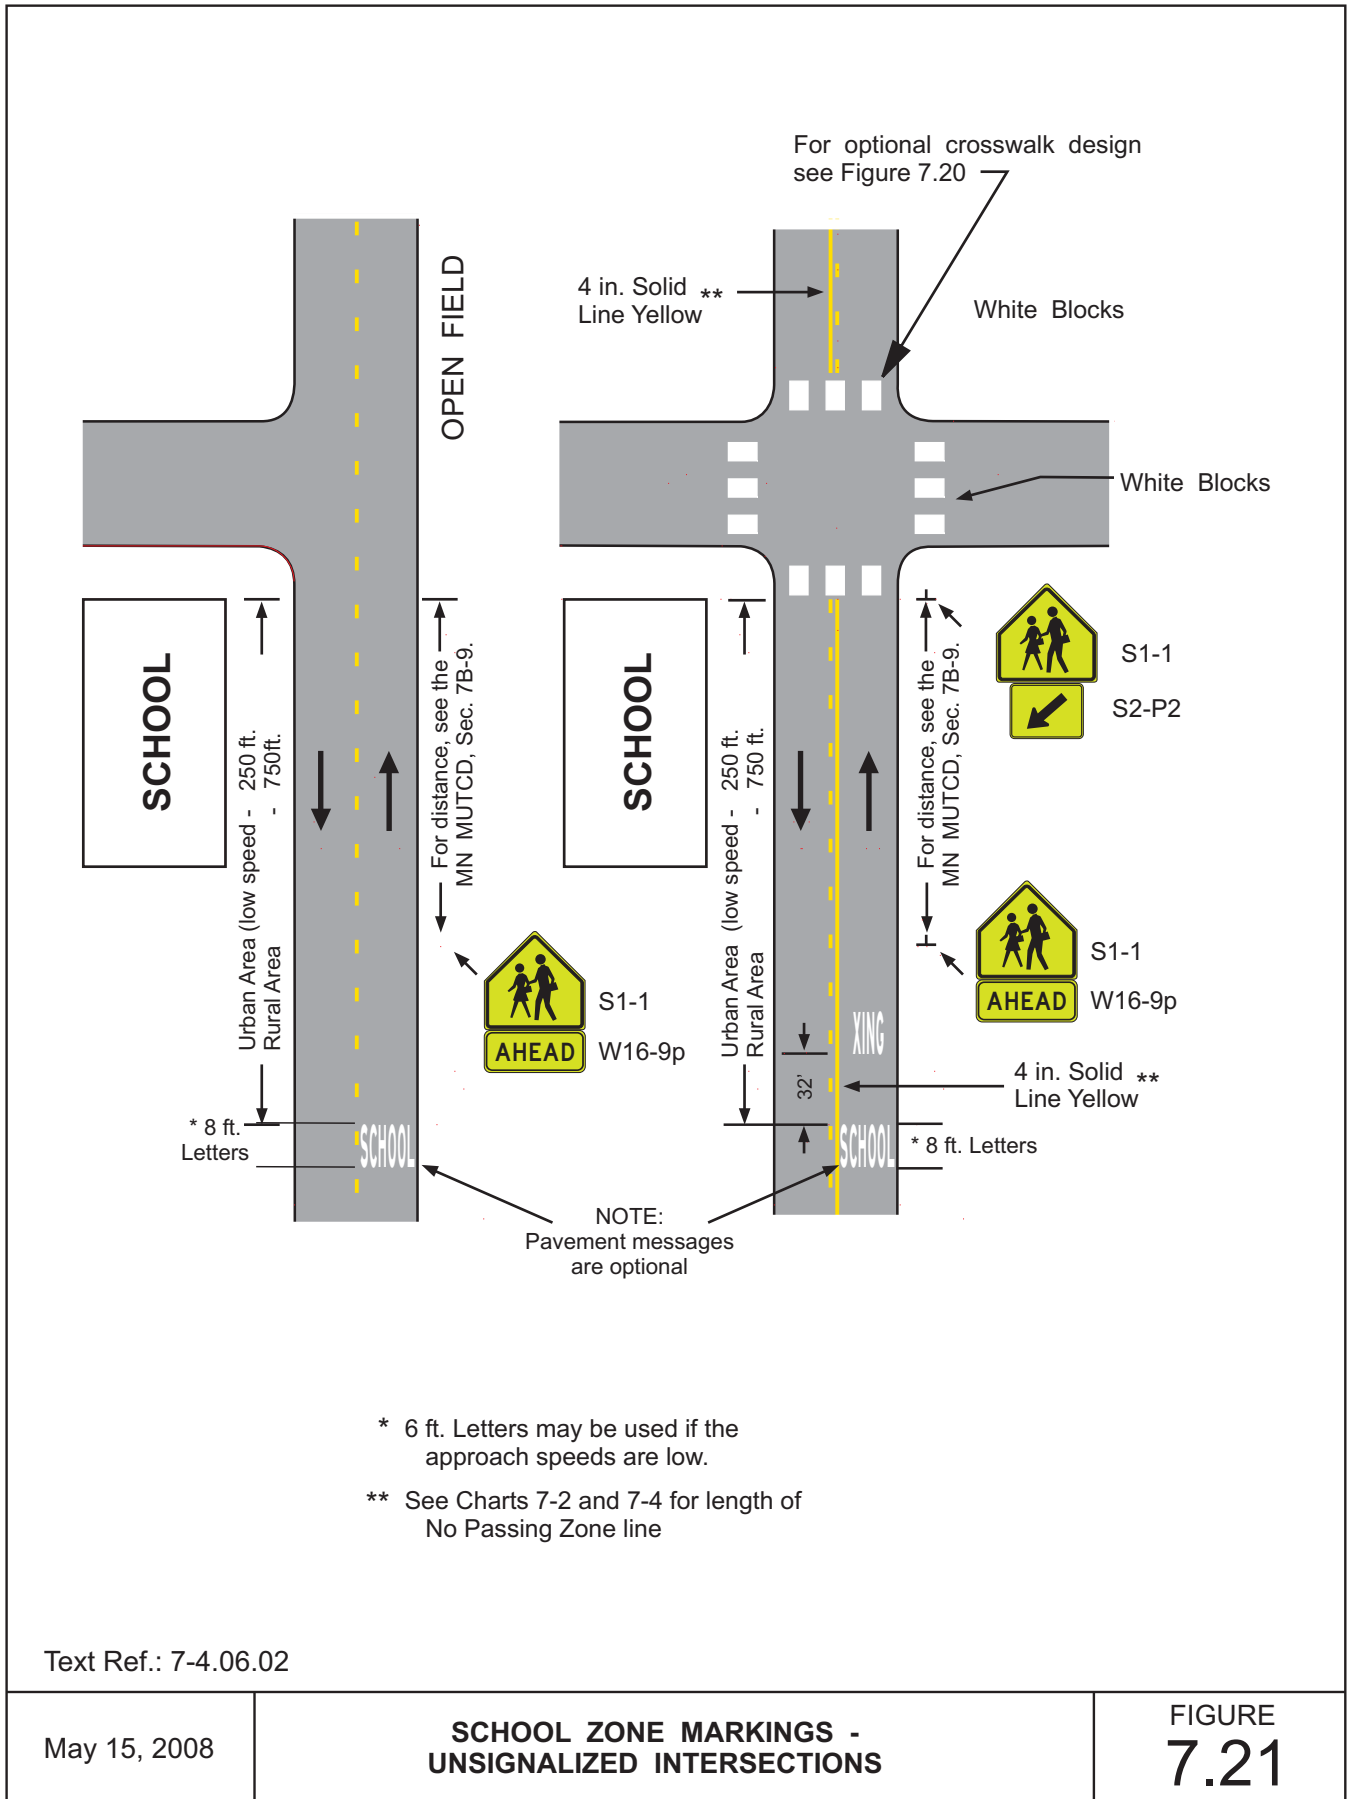 For optional crosswalk design
see Figure 7.20
OPEN FIELD
4 in. Solid **
Line Yellow
White Blocks
White Blocks
SCHOOL
Urban Area (low speed - 250 ft.
Rural Area - 750ft.
For distance, see the
MN MUTCD, Sec. 7B-9.
SCHOOL
Urban Area (low speed - 250 ft.
Rural Area - 750 ft.
For distance, see the
MN MUTCD, Sec. 7B-9.
S1-1
S2-P2
S1-1
AHEAD W16-9p
S1-1
AHEAD W16-9p
XING
32'
4 in. Solid **
Line Yellow
* 8 ft.
Letters
SCHOOL
SCHOOL
* 8 ft. Letters
NOTE:
Pavement messages
are optional
* 6 ft. Letters may be used if the
approach speeds are low.
** See Charts 7-2 and 7-4 for length of
No Passing Zone line
Text Ref.: 7-4.06.02
May 15, 2008
SCHOOL ZONE MARKINGS -
UNSIGNALIZED INTERSECTIONS
FIGURE
7.21